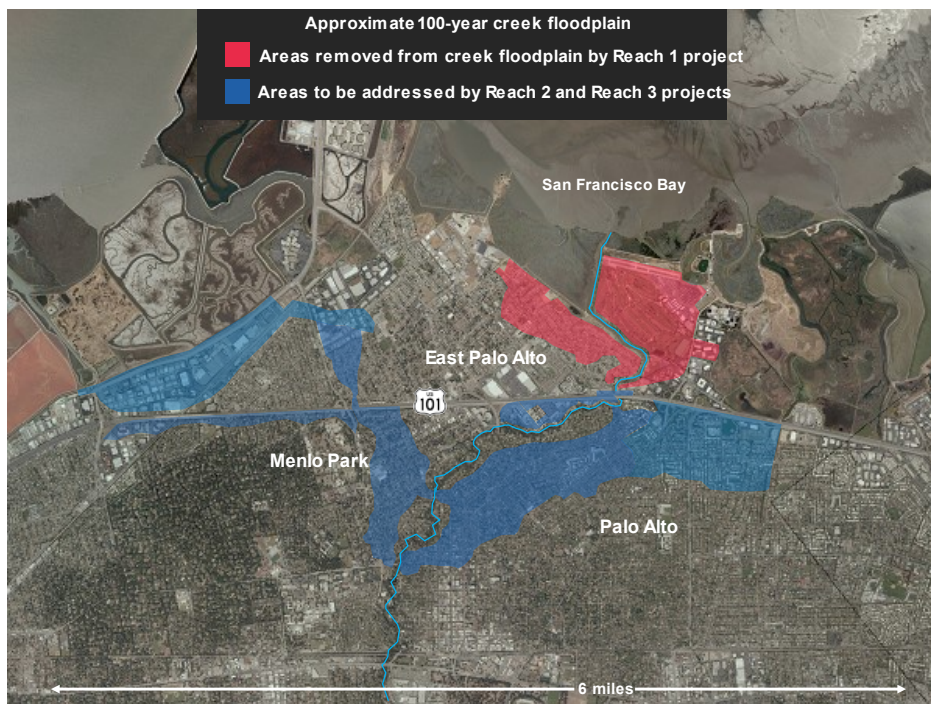 Approximate 100-year creek floodplain
Areas removed from creek floodplain by Reach 1 project
Areas to be addressed by Reach 2 and Reach 3 projects
San Francisco Bay
East Palo Alto
US
101
Menlo Park
Palo Alto
6 miles